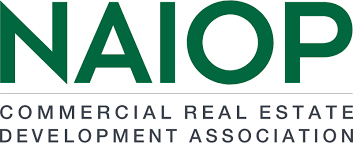 NAIOP
COMMERCIAL REAL ESTATE
DEVELOPMENT ASSOCIATION